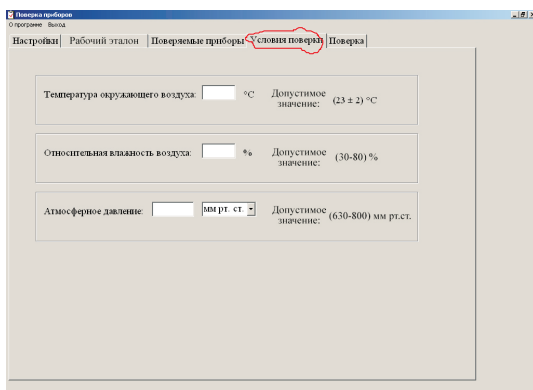 Поверка приборов
О программе Выход
Настройки Рабочий эталон Поверяемые приборы Условия поверки Поверка
Температура окружающего воздуха: °C Допустимое значение: (23 ± 2) °C
Относительная влажность воздуха: % Допустимое значение: (30-80) %
Атмосферное давление: мм рт. ст. Допустимое значение: (630-800) мм рт.ст.